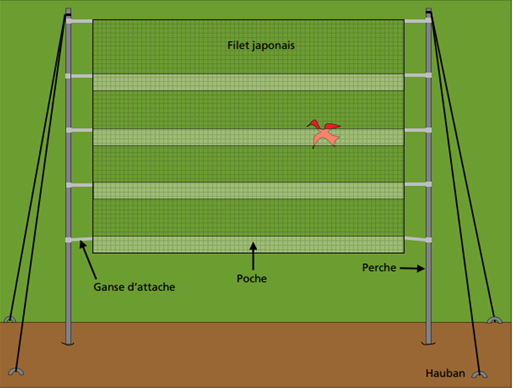 Filet japonais
Perche
Poche
Ganse d'attache
Hauban